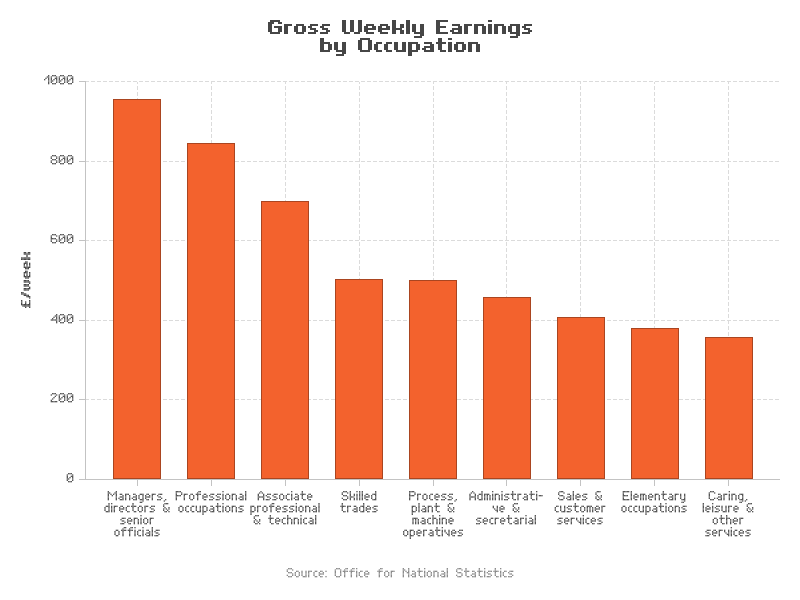 Gross Weekly Earnings
by Occupation
£/week
1000
800
600
400
200
0
Managers,
directors &
senior
officials
Professional
occupations
Associate
professional
& technical
Skilled
trades
Process,
plant &
machine
operatives
Administrati-
ve &
secretarial
Sales &
customer
services
Elementary
occupations
Caring,
leisure &
other
services
Source: Office for National Statistics